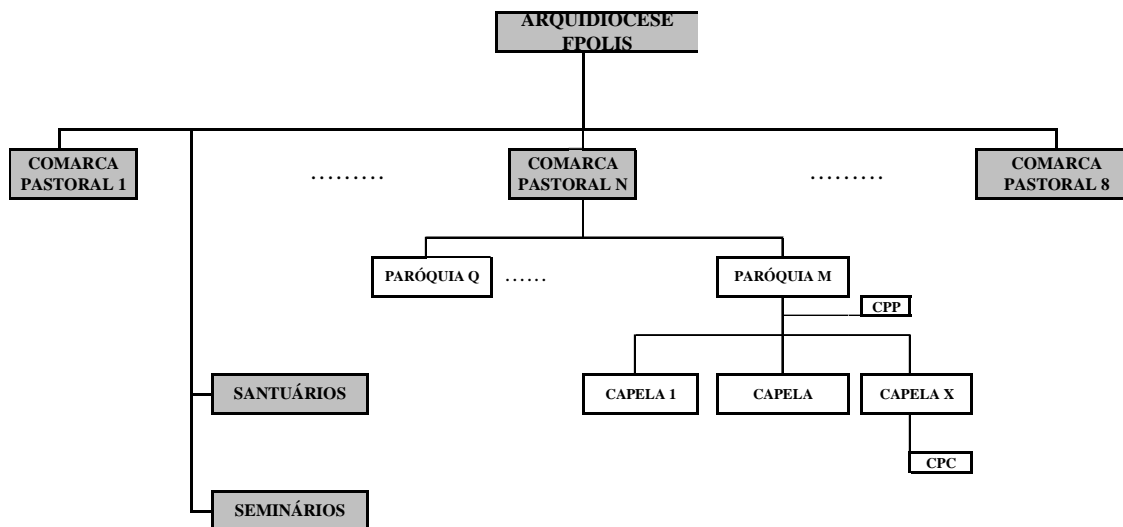 ARQUIDIOCESE
FPOLIS
COMARCA
PASTORAL 1
.........
COMARCA
PASTORAL N
.........
COMARCA
PASTORAL 8
PARÓQUIA Q
......
PARÓQUIA M
CPP
SANTUÁRIOS
CAPELA 1
CAPELA
CAPELA X
CPC
SEMINÁRIOS